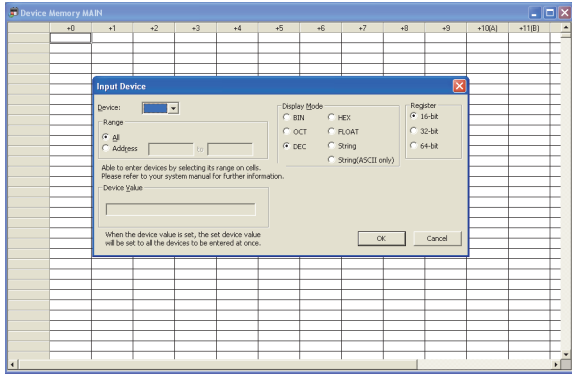 Device Memory MAIN
+0 +1 +2 +3 +4 +5 +6 +7 +8 +9 +10(A) +11(B)
Input Device
Device:
Range
All
Address to
Able to enter devices by selecting its range on cells.
Please refer to your system manual for further information.
Device Value
When the device value is set, the set device value
will be set to all the devices to be entered at once.
Display Mode
BIN HEX
OCT FLOAT
DEC String
String(ASCII only)
Register
16-bit
32-bit
64-bit
OK Cancel